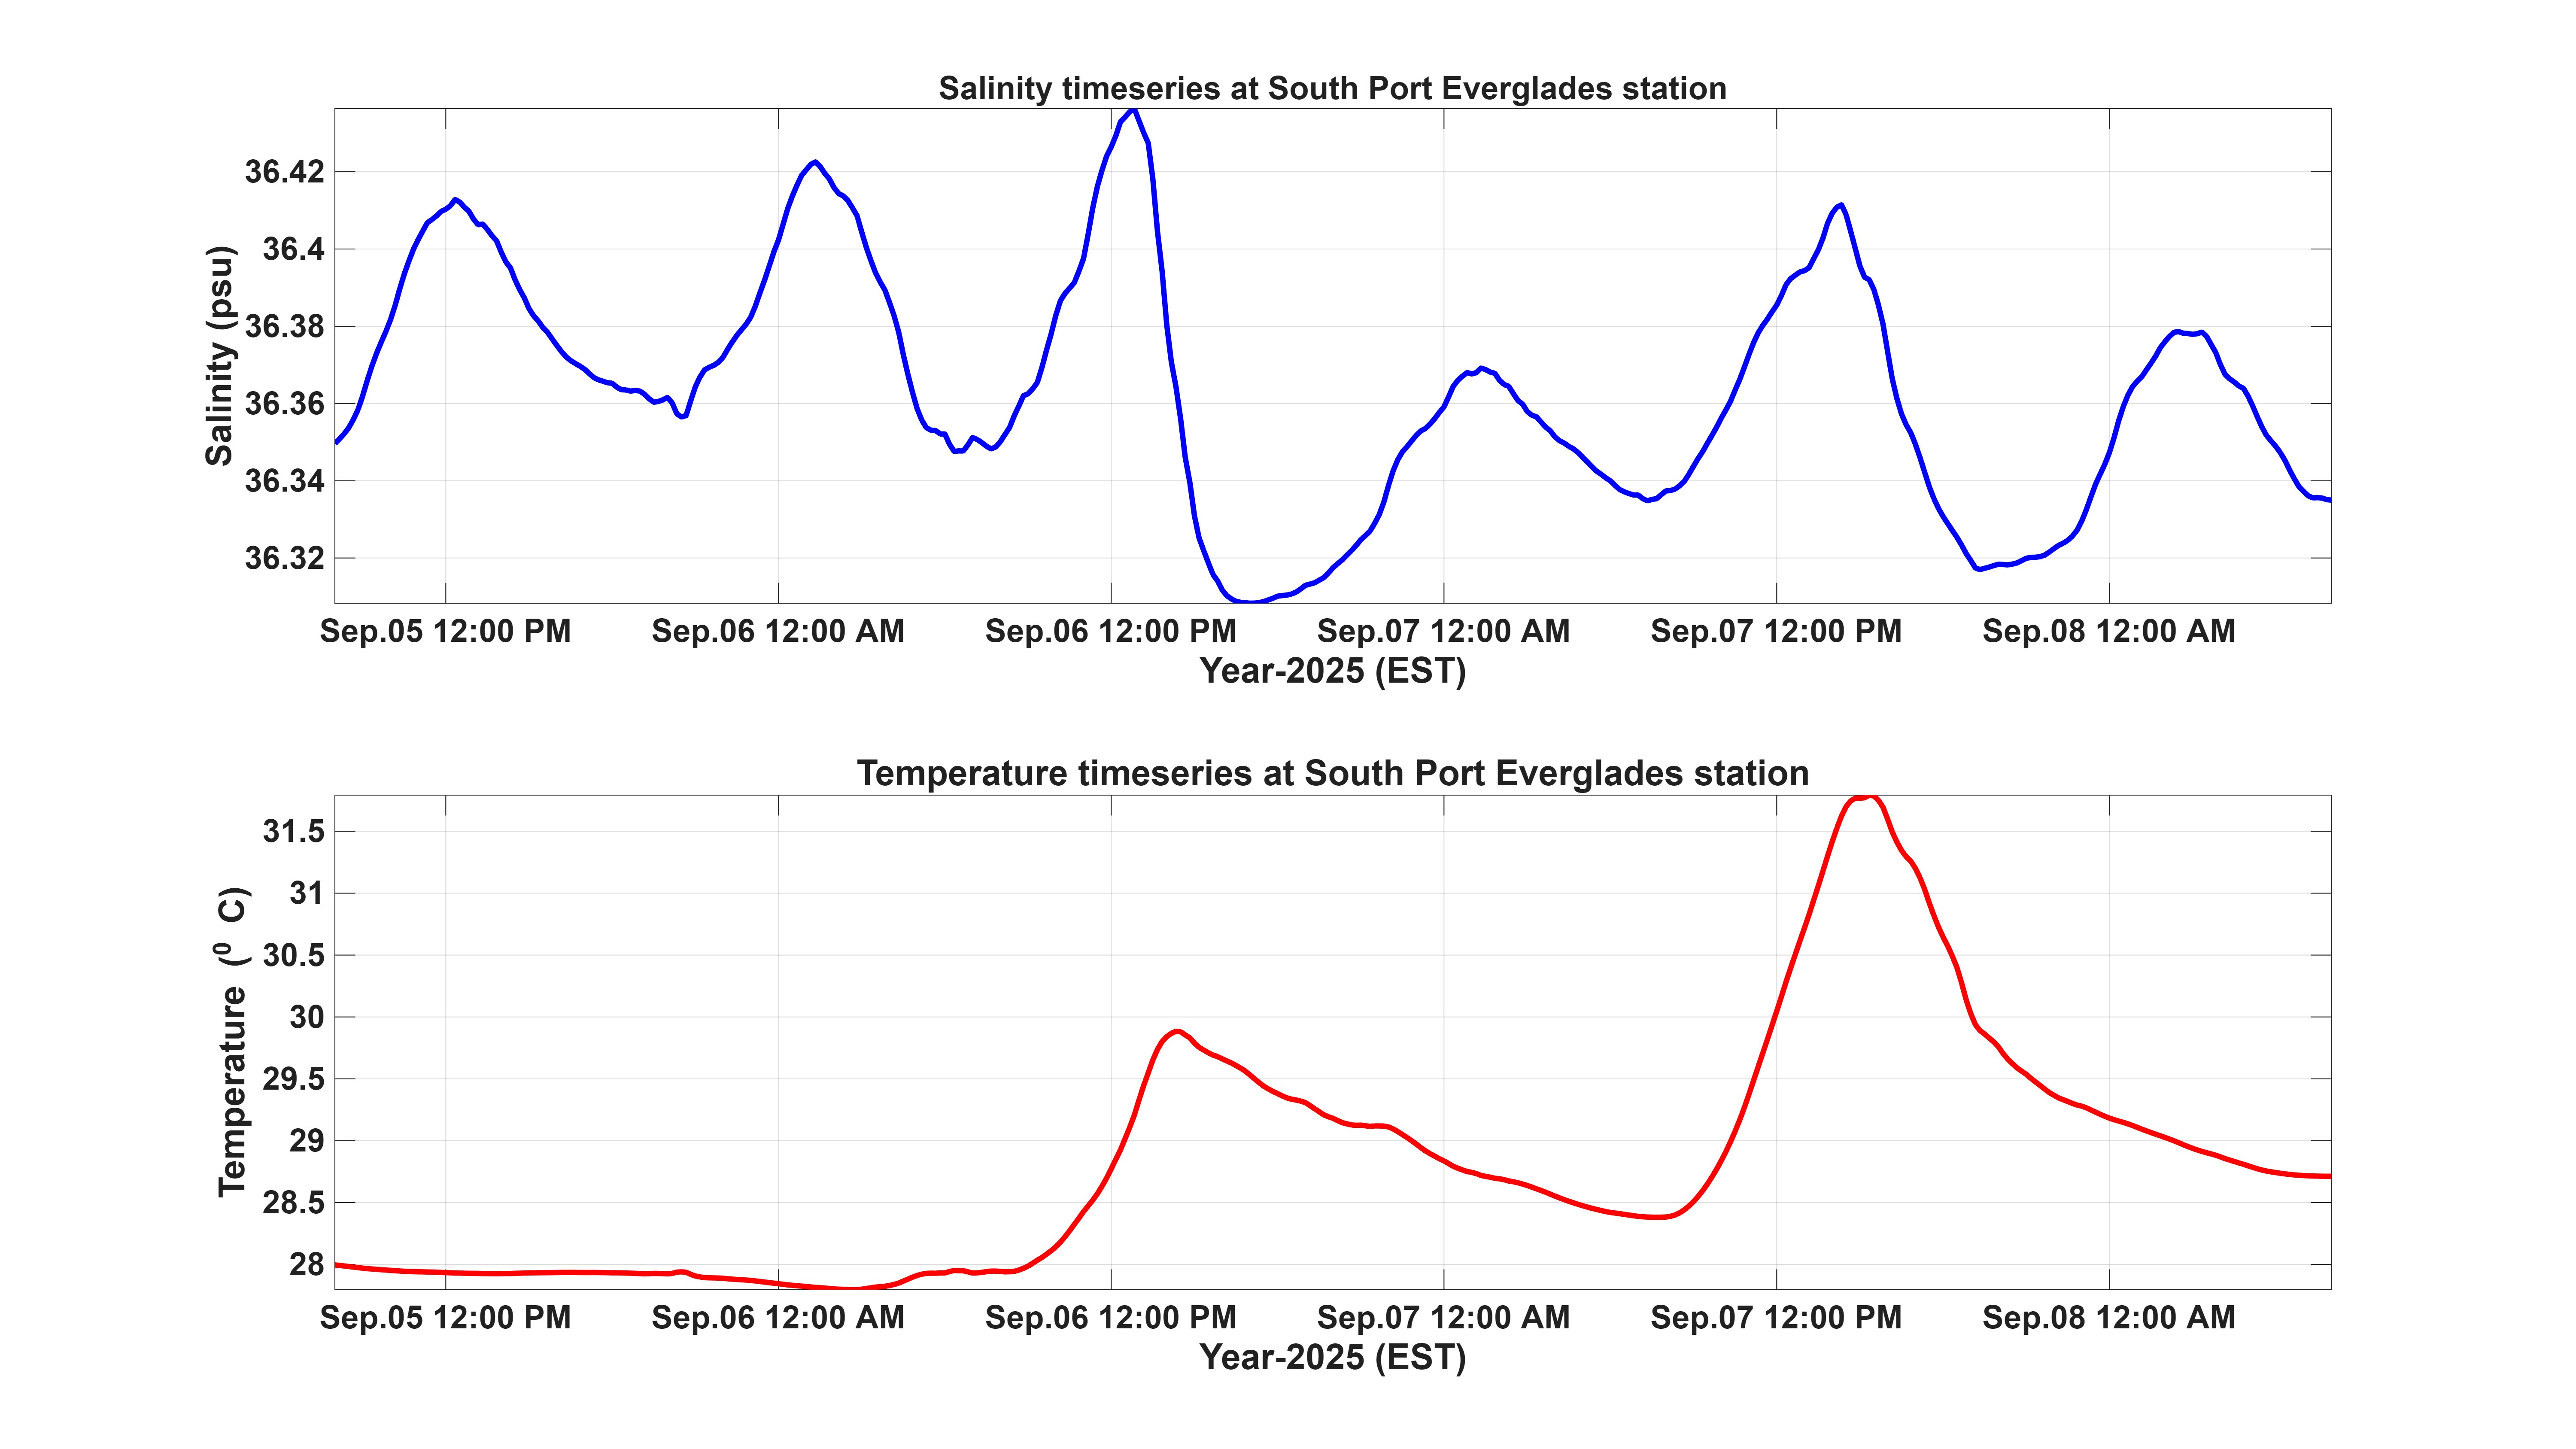 Salinity timeseries at South Port Everglades station
Salinity (psu)
36.42
36.4
36.38
36.36
36.34
36.32
Sep.05 12:00 PM Sep.06 12:00 AM Sep.06 12:00 PM Sep.07 12:00 AM Sep.07 12:00 PM Sep.08 12:00 AM
Year-2025 (EST)
Temperature timeseries at South Port Everglades station
Temperature (⁰ C)
31.5
31
30.5
30
29.5
29
28.5
28
Sep.05 12:00 PM Sep.06 12:00 AM Sep.06 12:00 PM Sep.07 12:00 AM Sep.07 12:00 PM Sep.08 12:00 AM
Year-2025 (EST)